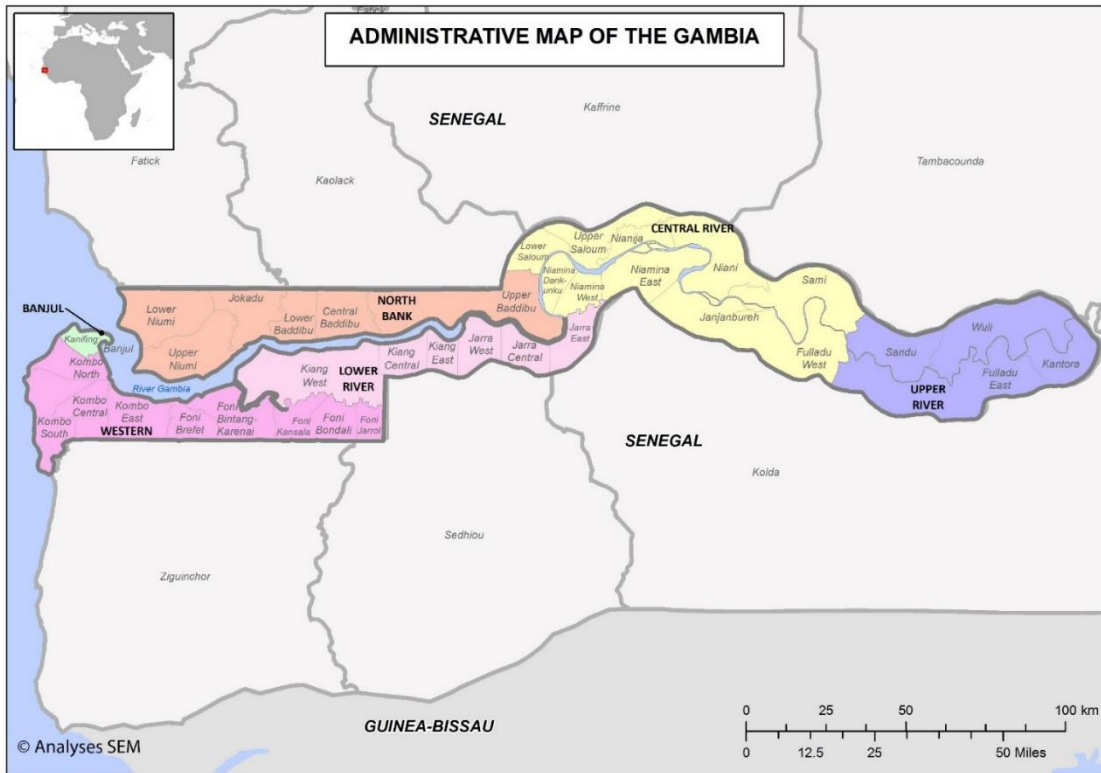 ADMINISTRATIVE MAP OF THE GAMBIA
Fatick
Kaffrine
SENEGAL
Fatick
Kaolack
Tambacounda
CENTRAL RIVER
Lower
Saloum
Upper
Saloum
Nianija
Niamina
Dank-
unku
Niamina
West
Niamina
East
Niani
Sami
Janjanbureh
Fulladu
West
BANJUL
Kanifing
Banjul
Lower
Niumi
Jokadu
Upper
Niumi
Lower
Baddibu
Central
Baddibu
NORTH
BANK
Upper
Baddibu
River Gambia
Kombo
North
Kombo
Central
Kombo
South
Kombo
East
WESTERN
Foni
Brefet
Foni
Bintang-
Karenai
Foni
Kansala
Foni
Bondali
Foni
Jarrol
Kiang
West
LOWER
RIVER
Kiang
Central
Kiang
East
Jarra
West
Jarra
Central
Jarra
East
Sandu
Wuli
UPPER
RIVER
Fulladu
East
Kantora
SENEGAL
Kolda
Sedhiou
Ziguinchor
GUINEA-BISSAU
0 25 50 100 km
0 12.5 25 50 Miles
© Analyses SEM